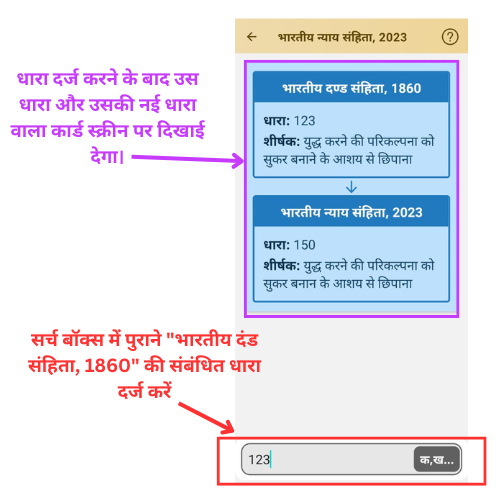 भारतीय न्याय संहिता, 2023
धारा दर्ज करने के बाद उस
धारा और उसकी नई धारा
वाला कार्ड स्क्रीन पर दिखाई
देगा।
भारतीय दण्ड संहिता, 1860
धारा: 123
शीर्षक: युद्ध करने की परिकल्पना को
सुकर बनाने के आशय से छिपाना
भारतीय न्याय संहिता, 2023
धारा: 150
शीर्षक: युद्ध करने की परिकल्पना को
सुकर बनान के आशय से छिपाना
सर्च बॉक्स में पुराने "भारतीय दंड
संहिता, 1860" की संबंधित धारा
दर्ज करें
123
क,ख...